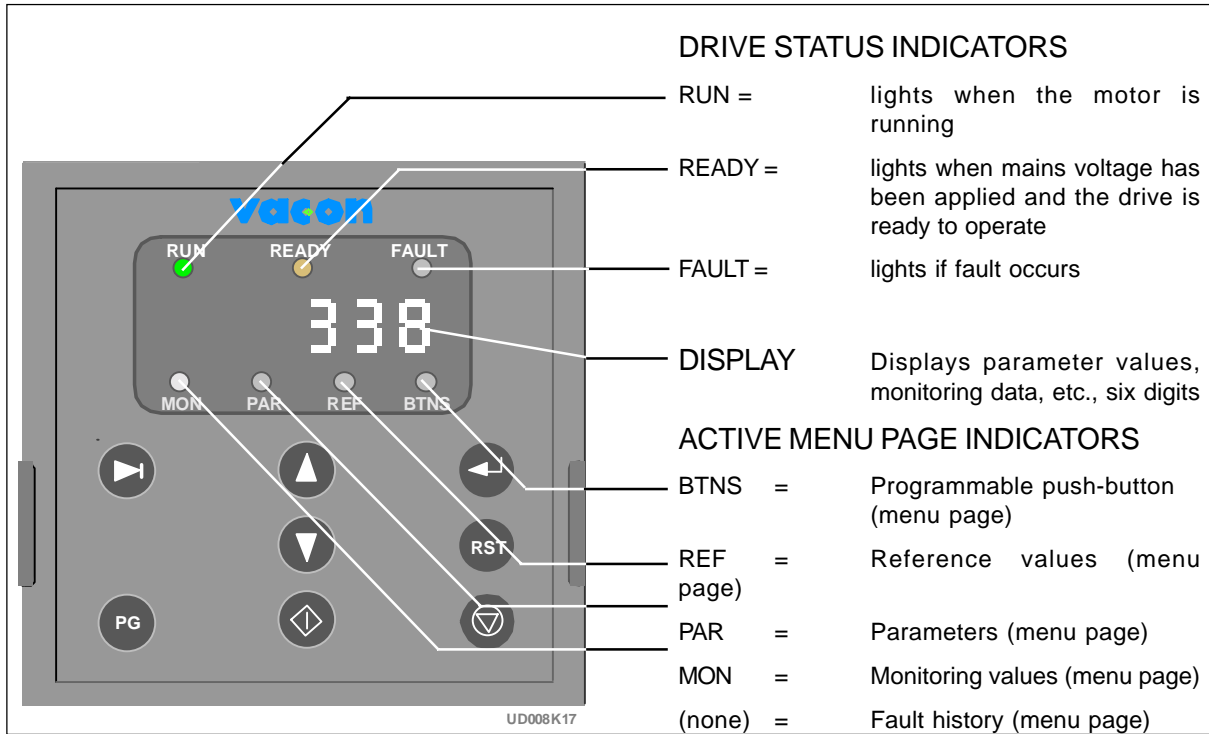 vacon
RUN READY FAULT
338
MON PAR REF BTNS
RST
PG
UD008K17
DRIVE STATUS INDICATORS
RUN = lights when the motor is
running
READY = lights when mains voltage has
been applied and the drive is
ready to operate
FAULT = lights if fault occurs
DISPLAY Displays parameter values,
monitoring data, etc., six digits
ACTIVE MENU PAGE INDICATORS
BTNS = Programmable push-button
(menu page)
REF = Reference values (menu
page)
PAR = Parameters (menu page)
MON = Monitoring values (menu page)
(none) = Fault history (menu page)